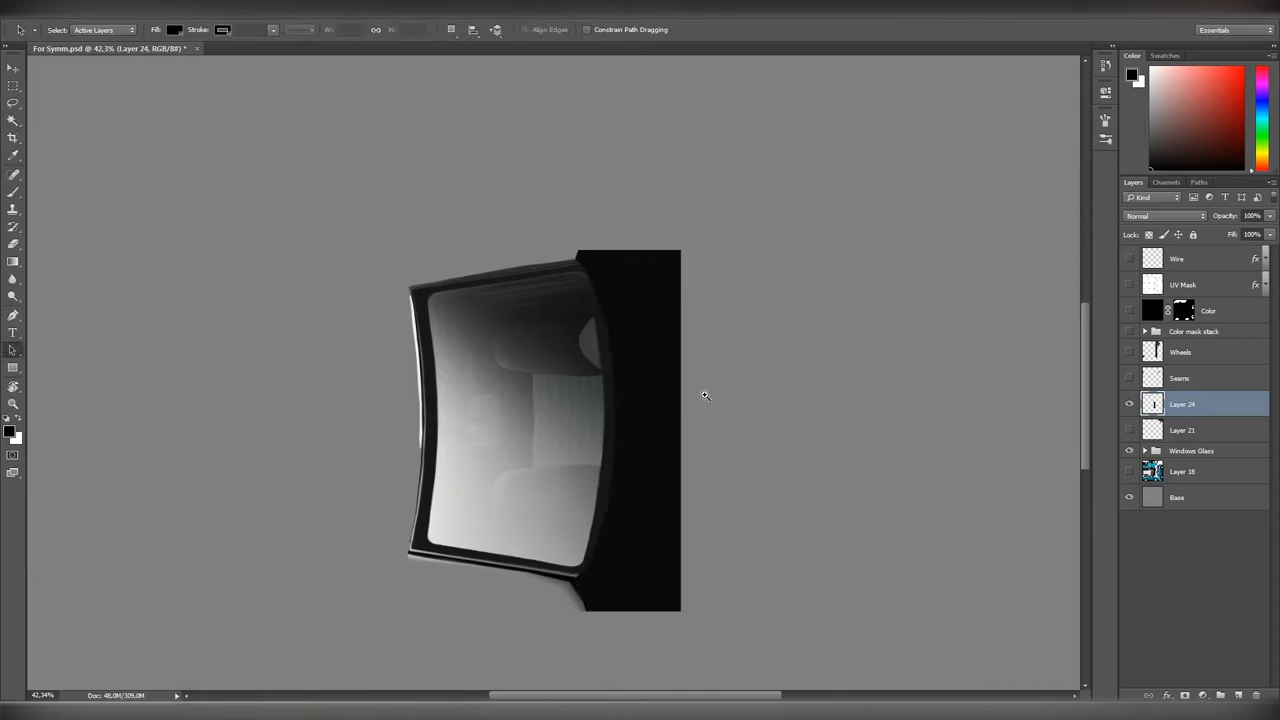 Select: Active Layers Fill: Stroke: W: H: Align Edges Constrain Path Dragging Essentials
For Symm.psd @ 42,3% (Layer 24, RGB/8#) * ×
Color Swatches
Layers Channels Paths
Kind
Normal Opacity: 100%
Lock: Fill: 100%
Wire fx
UV Mask fx
Color
Color mask stack
Wheels
Seams
Layer 24
Layer 21
Windows Glass
Layer 18
Base
42,34% Doc: 48,0M/309,0M
fx